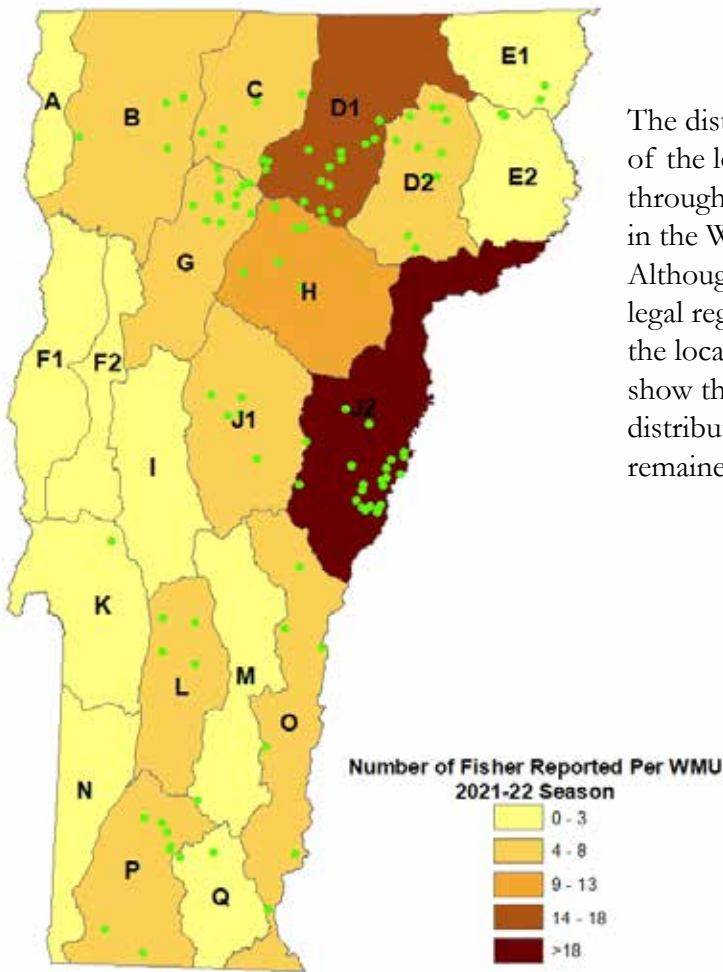 E1
A
C
B
D1
D2
E2
G
H
F1
F2
J2
J1
I
K
M
L
O
N
P
Q
The dist
of the lo
through
in the W
Althoug
legal reg
the loca
show th
distribu
remaine
Number of Fisher Reported Per WMU
2021-22 Season
0 - 3
4 - 8
9 - 13
14 - 18
>18